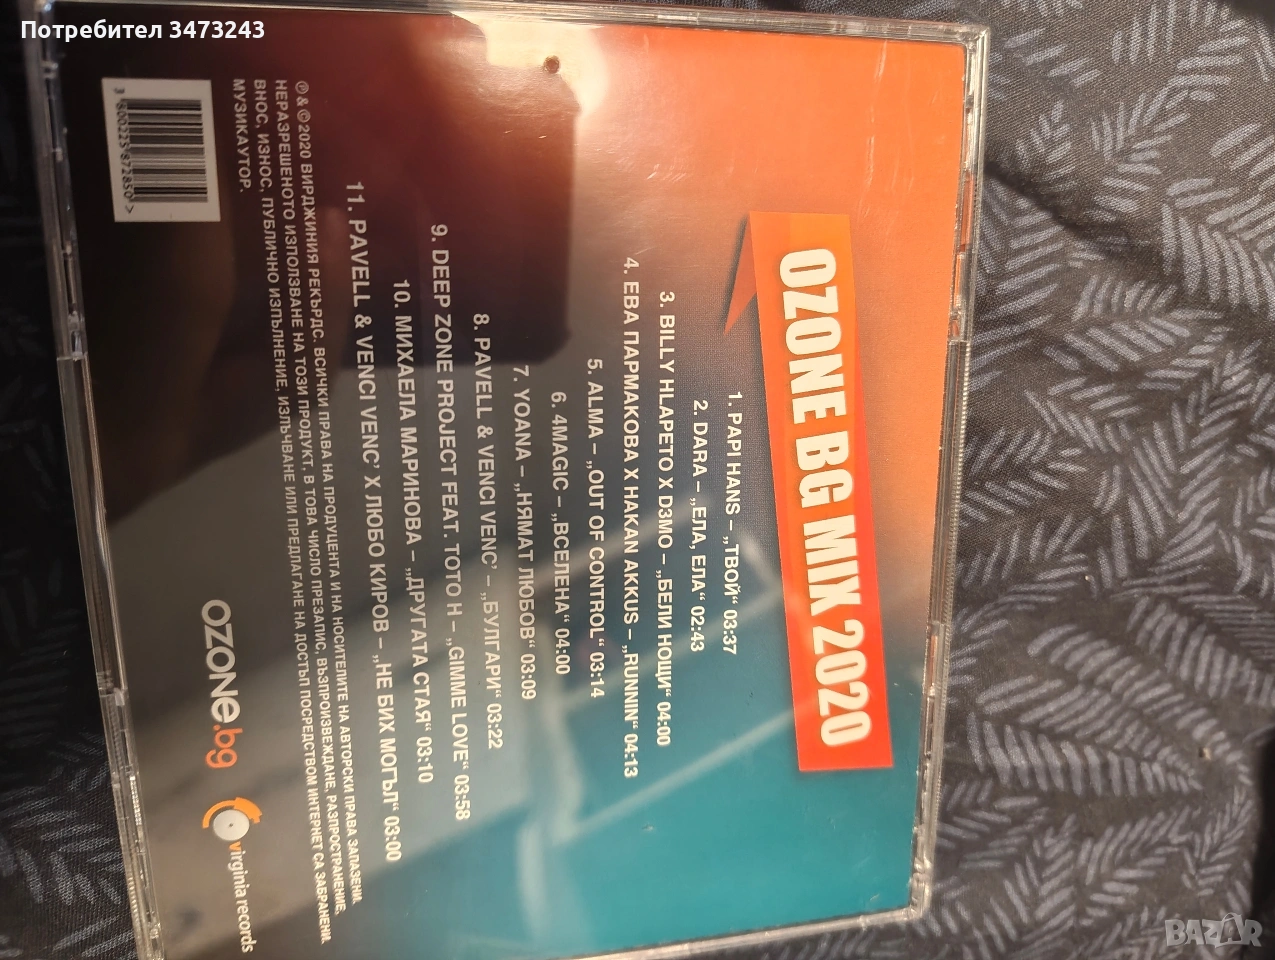 Потребител 3473243
OZONE BG MIX 2020
1. PAPI HANS – „ТВОЙ“ 03:37
2. DARA – „ЕЛА, ЕЛА“ 02:43
3. BILLY HLAPETO X D3MO – „БЕЛИ НОЩИ“ 04:00
4. ЕВА ПАРМАКОВА X HAKAN AKKUS – „RUNNIN“ 04:13
5. ALMA – „OUT OF CONTROL“ 03:14
6. 4MAGIC – „ВСЕЛЕНА“ 04:00
7. YOANA – „НЯМАТ ЛЮБОВ“ 03:09
8. PAVELL & VENCI VENC’ – „БУЛГАРИ“ 03:22
9. DEEP ZONE PROJECT FEAT. ТОТО Н – „GIMME LOVE“ 03:58
10. МИХАЕЛА МАРИНОВА – „ДРУГАТА СТАЯ“ 03:10
11. PAVELL & VENCI VENC’ X ЛЮБО КИРОВ – „НЕ БИХ МОГЪЛ“ 03:00
℗ & © 2020 ВИРДЖИНИЯ РЕКЪРДС. ВСИЧКИ ПРАВА НА ПРОДУЦЕНТА И НА НОСИТЕЛИТЕ НА АВТОРСКИ ПРАВА ЗАПАЗЕНИ.
НЕРАЗРЕШЕНОТО ИЗПОЛЗВАНЕ НА ТОЗИ ПРОДУКТ, В ТОВА ЧИСЛО ПРЕЗАПИС, ВЪЗПРОИЗВЕЖДАНЕ, РАЗПРОСТРАНЕНИЕ,
ВНОС, ИЗНОС, ПУБЛИЧНО ИЗПЪЛНЕНИЕ, ИЗЛЪЧВАНЕ ИЛИ ПРЕДЛАГАНЕ НА ДОСТЪП ПОСРЕДСТВОМ ИНТЕРНЕТ СА ЗАБРАНЕНИ.
МУЗИКАУТОР.
3 800225 872850 >
OZONE.bg
virginia records
BAZAR